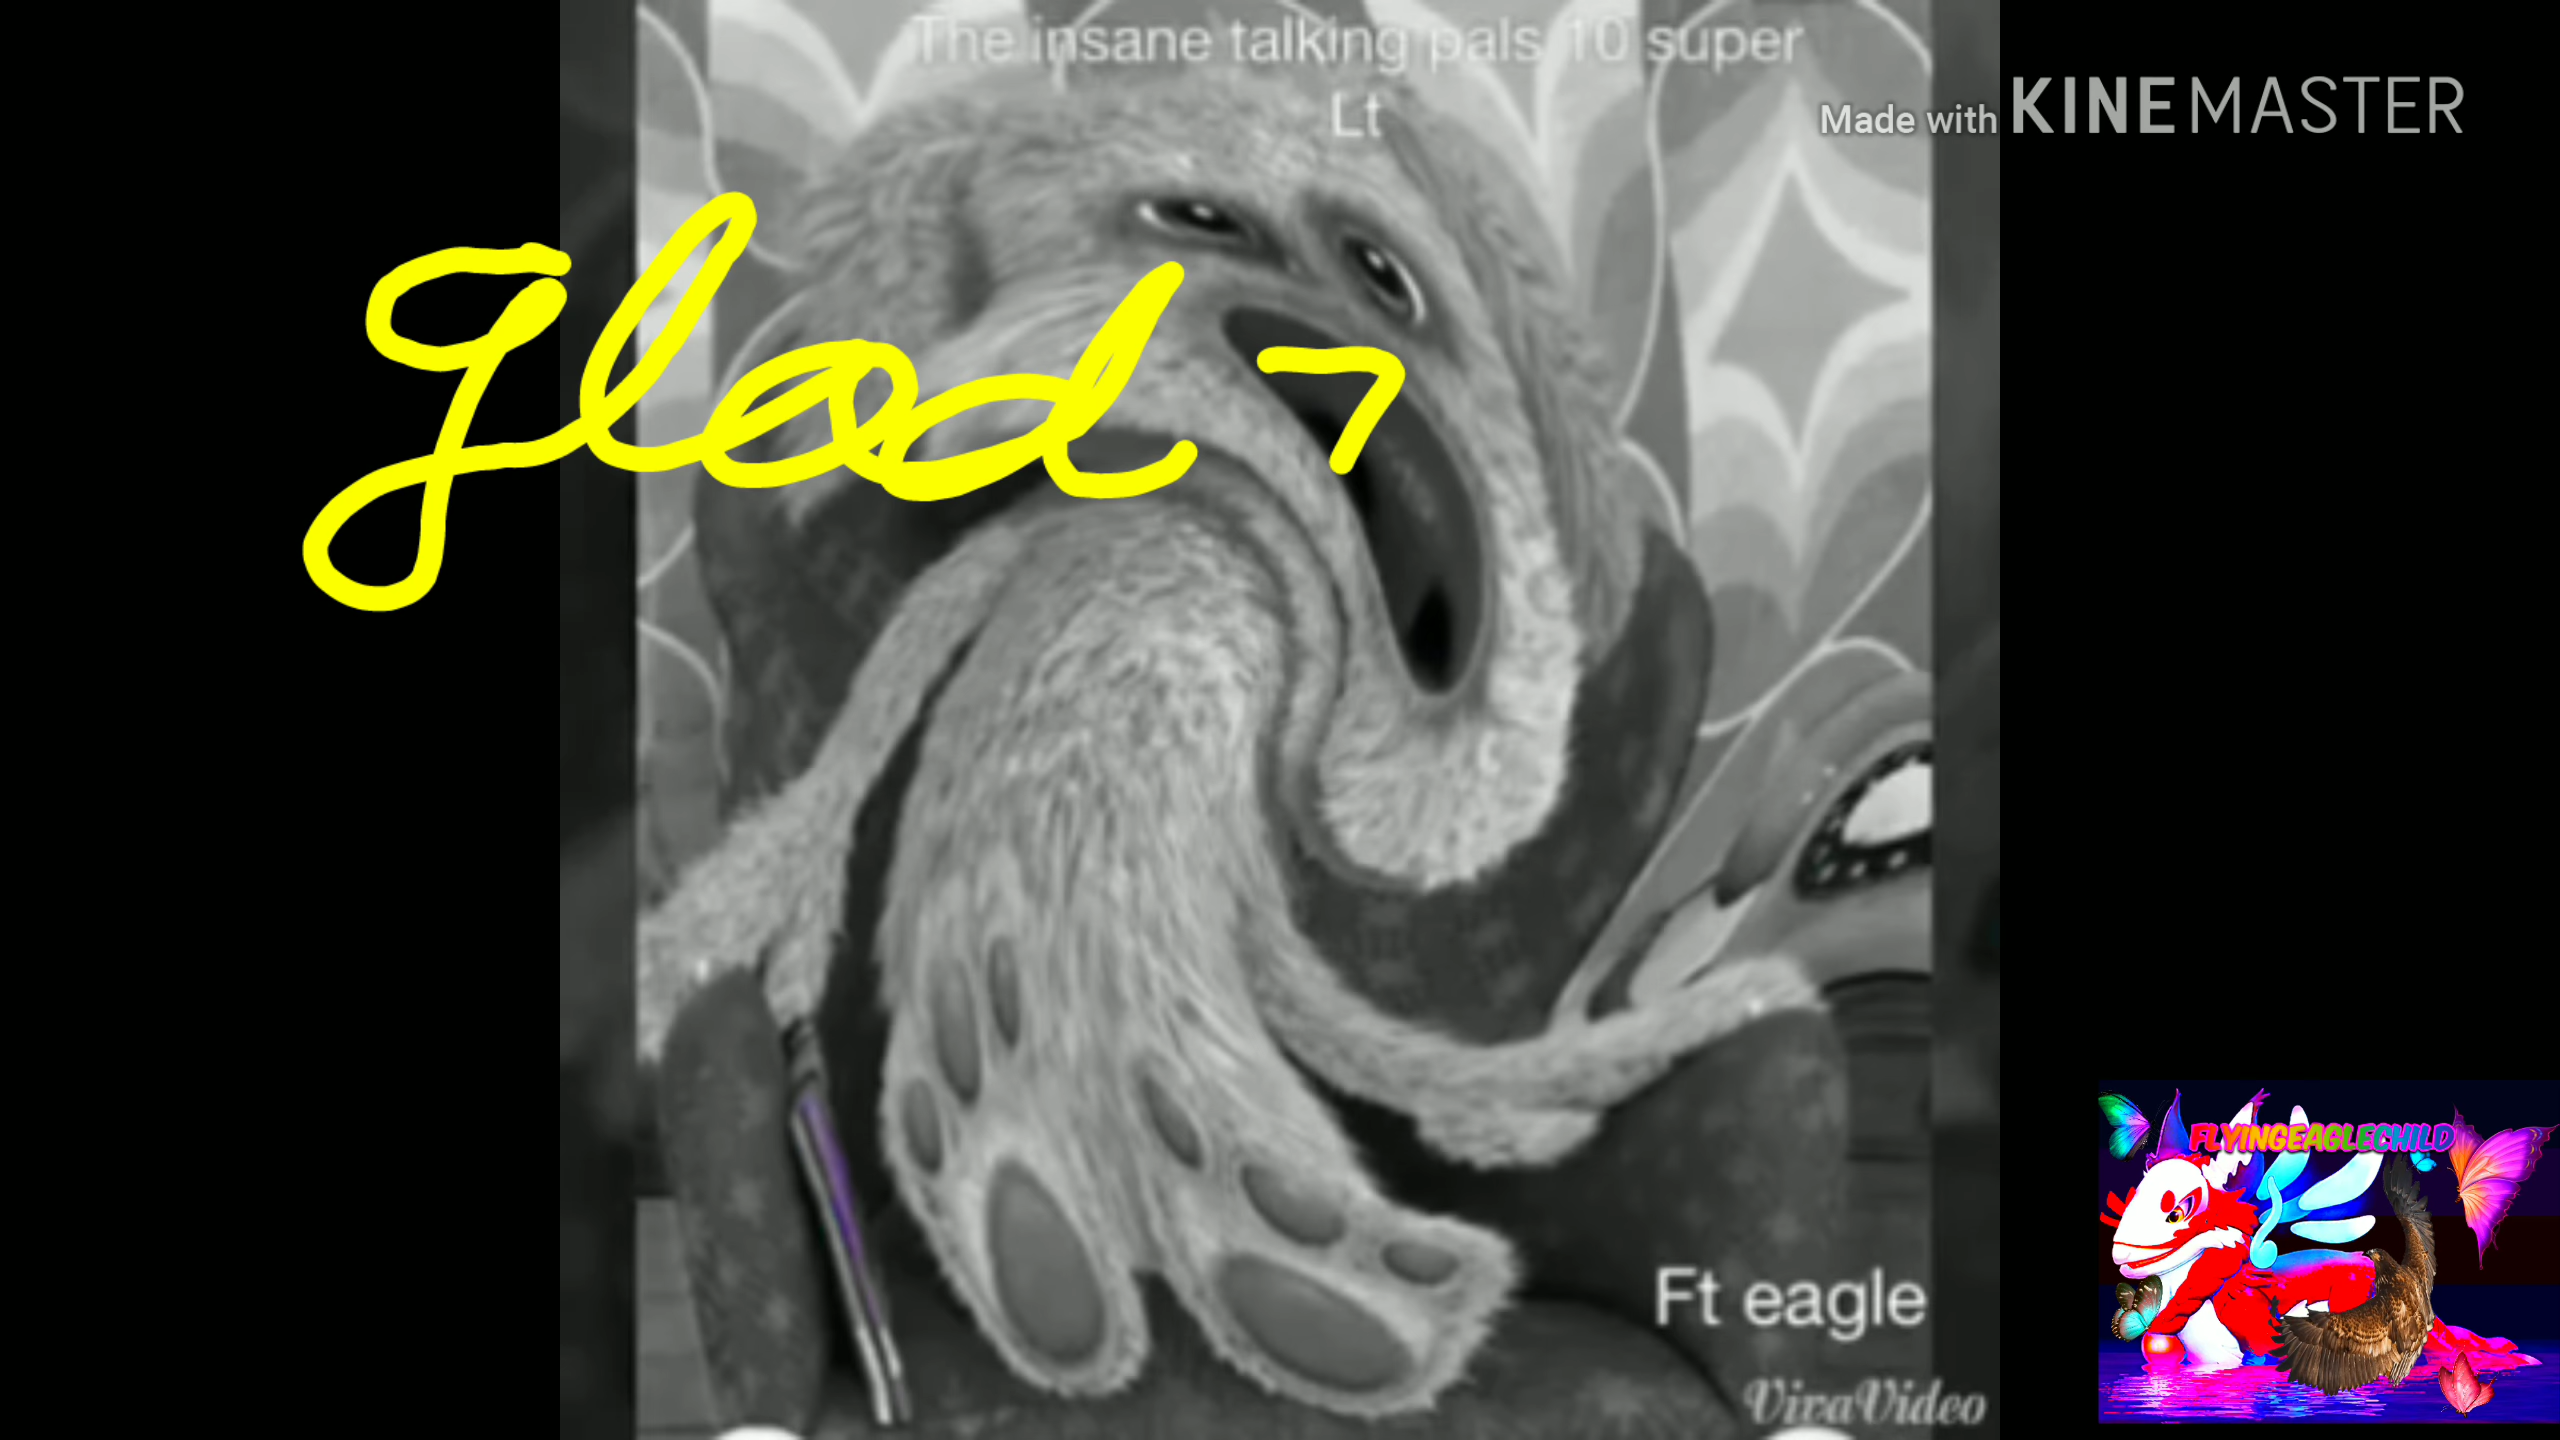 The insane talking pals 10 super
Lt
Made with KINEMASTER
glad 7
FLYINGEAGLECHILD
Ft eagle
VivaVideo